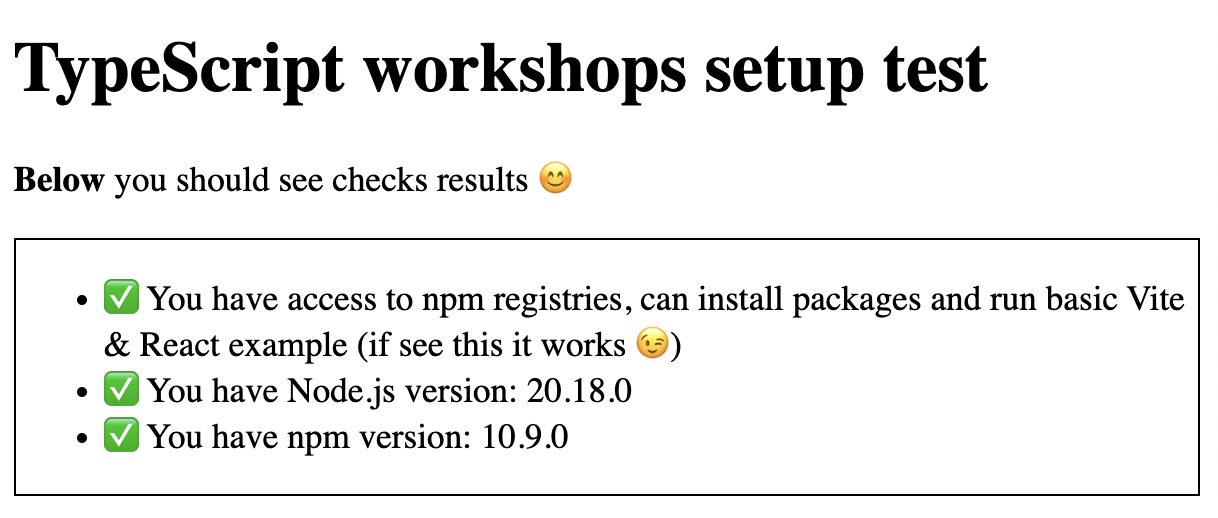 TypeScript workshops setup test
Below you should see checks results 😊
• ✅ You have access to npm registries, can install packages and run basic Vite
& React example (if see this it works 😉)
• ✅ You have Node.js version: 20.18.0
• ✅ You have npm version: 10.9.0